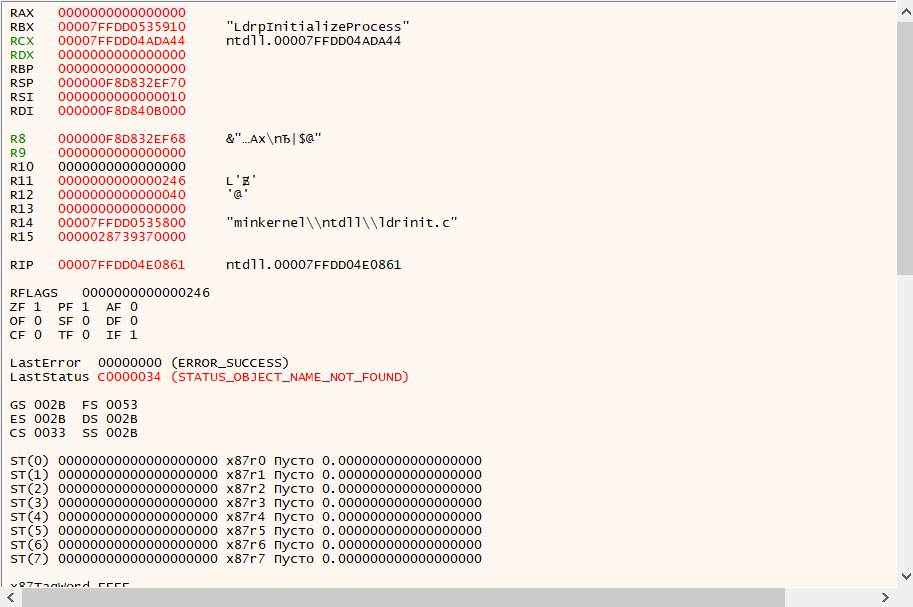 RAX 0000000000000000
RBX 00007FFDD0535910 "LdrpInitializeProcess"
RCX 00007FFDD04ADA44 ntdll.00007FFDD04ADA44
RDX 0000000000000000
RBP 0000000000000000
RSP 000000F8D832EF70
RSI 0000000000000010
RDI 000000F8D840B000
R8 000000F8D832EF68 &"…Ax\nЂ|$@"
R9 0000000000000000
R10 0000000000000000
R11 0000000000000246 L'Ɇ'
R12 0000000000000040 '@'
R13 0000000000000000
R14 00007FFDD0535800 "minkernel\\ntdll\\ldrinit.c"
R15 0000028739370000
RIP 00007FFDD04E0861 ntdll.00007FFDD04E0861
RFLAGS 0000000000000246
ZF 1 PF 1 AF 0
OF 0 SF 0 DF 0
CF 0 TF 0 IF 1
LastError 00000000 (ERROR_SUCCESS)
LastStatus C0000034 (STATUS_OBJECT_NAME_NOT_FOUND)
GS 002B FS 0053
ES 002B DS 002B
CS 0033 SS 002B
ST(0) 00000000000000000000 x87r0 Пусто 0.000000000000000000
ST(1) 00000000000000000000 x87r1 Пусто 0.000000000000000000
ST(2) 00000000000000000000 x87r2 Пусто 0.000000000000000000
ST(3) 00000000000000000000 x87r3 Пусто 0.000000000000000000
ST(4) 00000000000000000000 x87r4 Пусто 0.000000000000000000
ST(5) 00000000000000000000 x87r5 Пусто 0.000000000000000000
ST(6) 00000000000000000000 x87r6 Пусто 0.000000000000000000
ST(7) 00000000000000000000 x87r7 Пусто 0.000000000000000000
x87TagWord FFFF